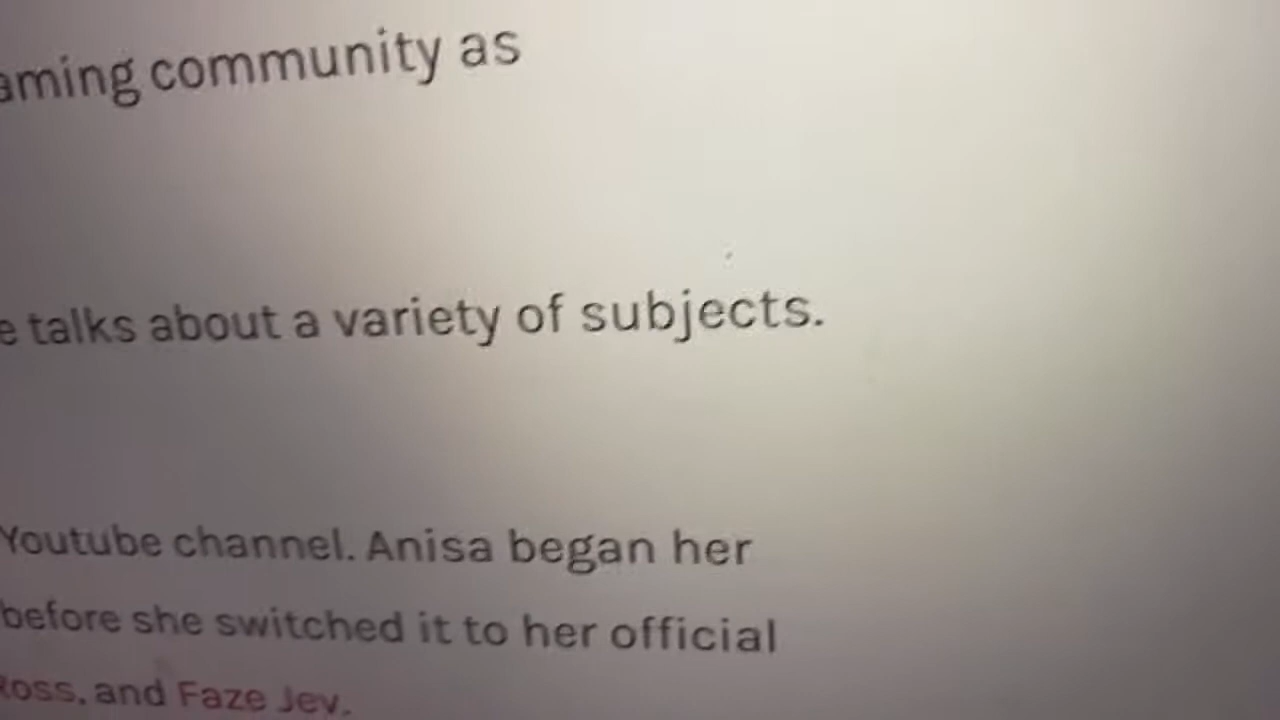 aming community as
e talks about a variety of subjects.
Youtube channel. Anisa began her
before she switched it to her official
Ross, and Faze Jev.